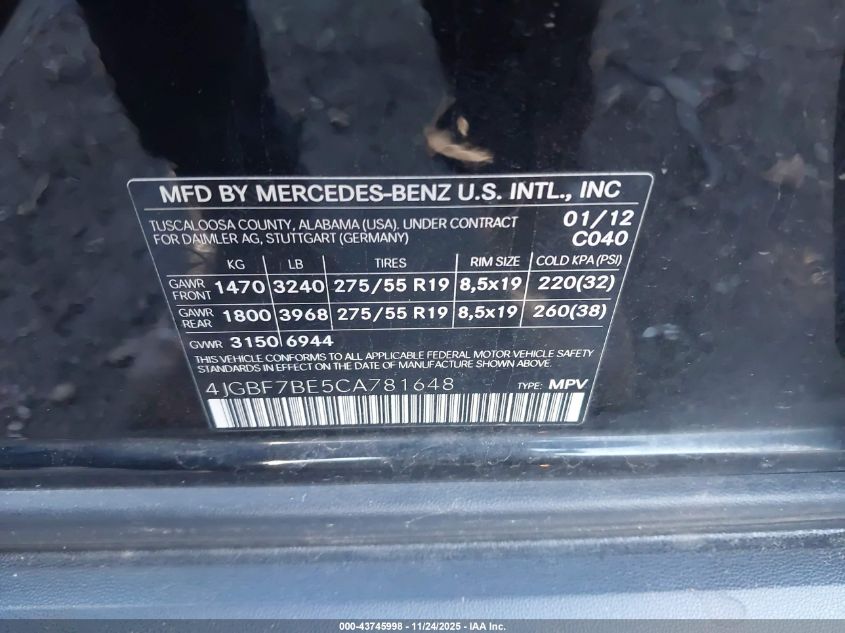 MFD BY MERCEDES-BENZ U.S. INTL., INC
TUSCALOOSA COUNTY, ALABAMA (USA). UNDER CONTRACT
FOR DAIMLER AG, STUTTGART (GERMANY)
01/12
C040
KG LB TIRES RIM SIZE COLD KPA (PSI)
GAWR FRONT 1470 3240 275/55 R19 8,5x19 220(32)
GAWR REAR 1800 3968 275/55 R19 8,5x19 260(38)
GVWR 3150 6944
THIS VEHICLE CONFORMS TO ALL APPLICABLE FEDERAL MOTOR VEHICLE SAFETY
STANDARDS IN EFFECT ON THE DATE OF MANUFACTURE SHOWN ABOVE.
4JGBF7BE5CA781648 TYPE: MPV
000-43745998 - 11/24/2025 - IAA Inc.